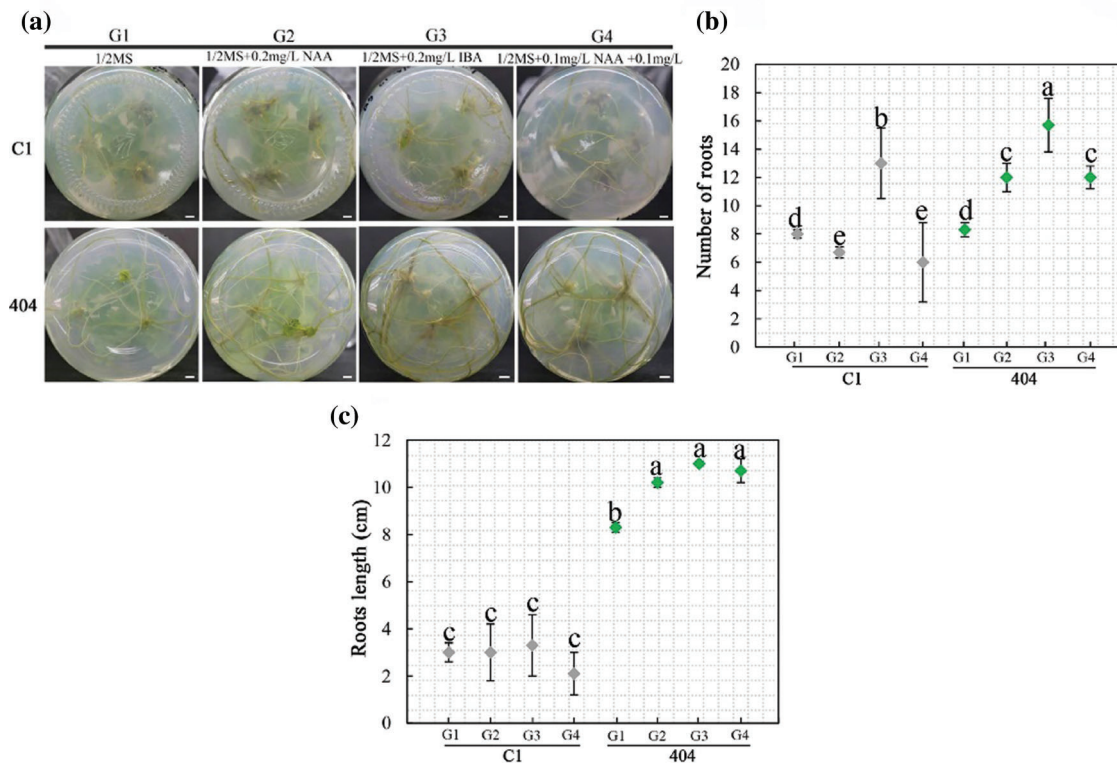 (a)
G1 G2 G3 G4
1/2MS 1/2MS+0.2mg/L NAA 1/2MS+0.2mg/L IBA 1/2MS+0.1mg/L NAA +0.1mg/L
C1
404
(b)
Number of roots
20
18
16
14
12
10
8
6
4
2
0
d
e
b
e
d
c
a
c
G1 G2 G3 G4 G1 G2 G3 G4
C1 404
(c)
Roots length (cm)
12
10
8
6
4
2
0
c
c
c
c
b
a
a
a
G1 G2 G3 G4 G1 G2 G3 G4
C1 404